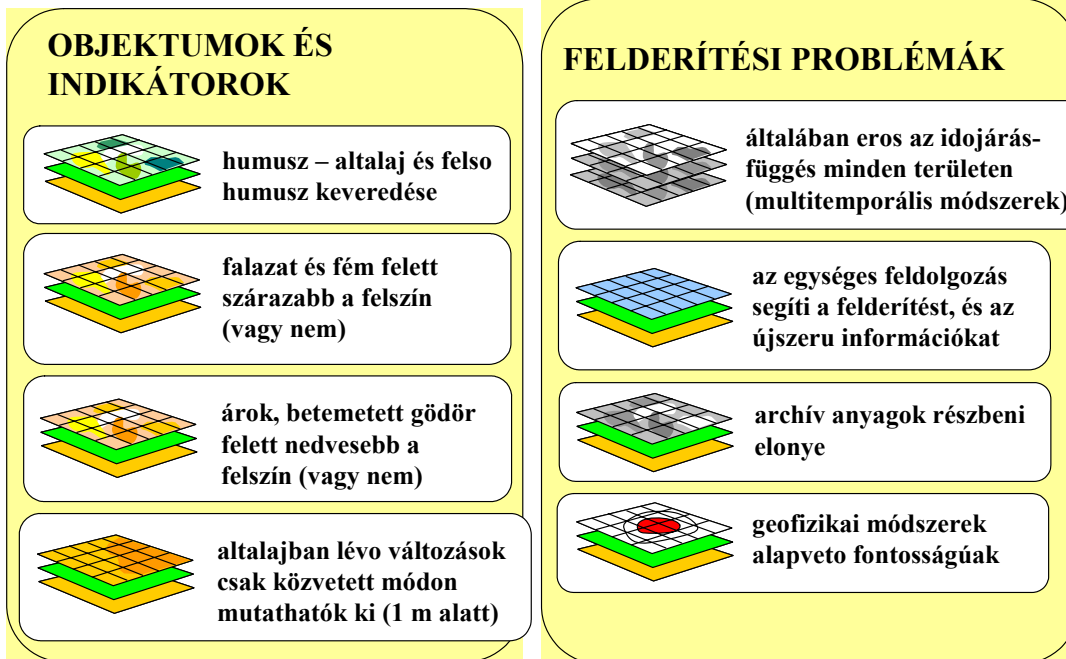 OBJEKTUMOK ÉS
INDIKÁTOROK
humusz – altalaj és felso
humusz keveredése
falazat és fém felett
szárazabb a felszín
(vagy nem)
árok, betemetett gödör
felett nedvesebb a
felszín (vagy nem)
altalajban lévo változások
csak közvetett módon
mutathatók ki (1 m alatt)
FELDERÍTÉSI PROBLÉMÁK
általában eros az idojárás-
függés minden területen
(multitemporális módszerek)
az egységes feldolgozás
segíti a felderítést, és az
újszeru információkat
archív anyagok részbeni
elonye
geofizikai módszerek
alapveto fontosságúak